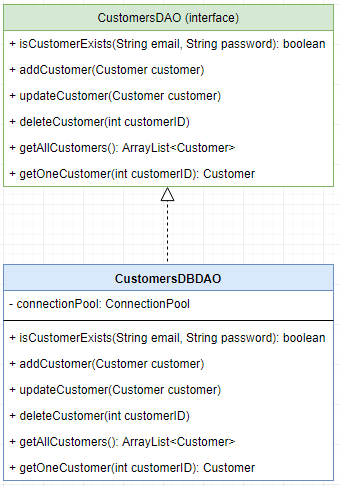 CustomersDAO (interface)
+ isCustomerExists(String email, String password): boolean
+ addCustomer(Customer customer)
+ updateCustomer(Customer customer)
+ deleteCustomer(int customerID)
+ getAllCustomers(): ArrayList<Customer>
+ getOneCustomer(int customerID): Customer
CustomersDBDAO
- connectionPool: ConnectionPool
+ isCustomerExists(String email, String password): boolean
+ addCustomer(Customer customer)
+ updateCustomer(Customer customer)
+ deleteCustomer(int customerID)
+ getAllCustomers(): ArrayList<Customer>
+ getOneCustomer(int customerID): Customer